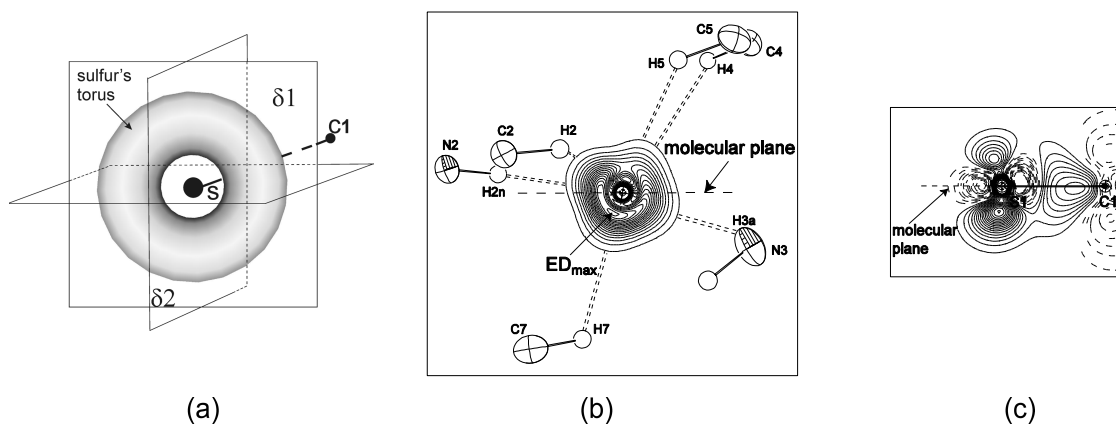 sulfur's
torus
δ1
C1
S
δ2
(a)
C5
C4
H5
H4
C2
H2
N2
H2n
molecular plane
H3a
N3
EDmax
C7
H7
(b)
S1
C1
molecular
plane
(c)